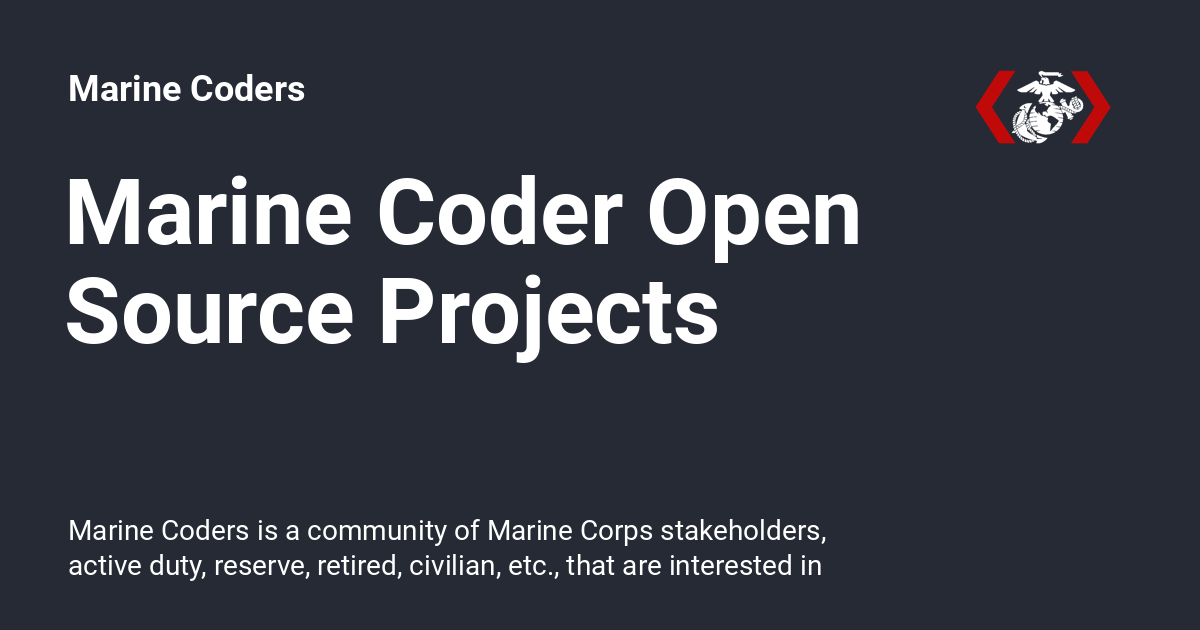 Marine Coders
Marine Coder Open
Source Projects
Marine Coders is a community of Marine Corps stakeholders,
active duty, reserve, retired, civilian, etc., that are interested in